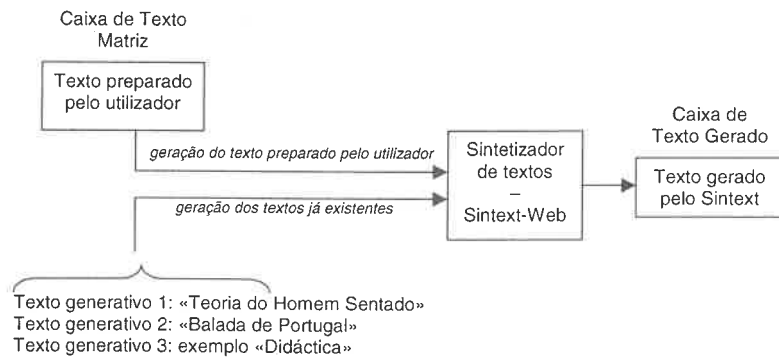 Caixa de Texto
Matriz
Texto preparado
pelo utilizador
geração do texto preparado pelo utilizador
geração dos textos já existentes
Sintetizador
de textos
–
Sintext-Web
Caixa de
Texto Gerado
Texto gerado
pelo Sintext
Texto generativo 1: «Teoria do Homem Sentado»
Texto generativo 2: «Balada de Portugal»
Texto generativo 3: exemplo «Didáctica»